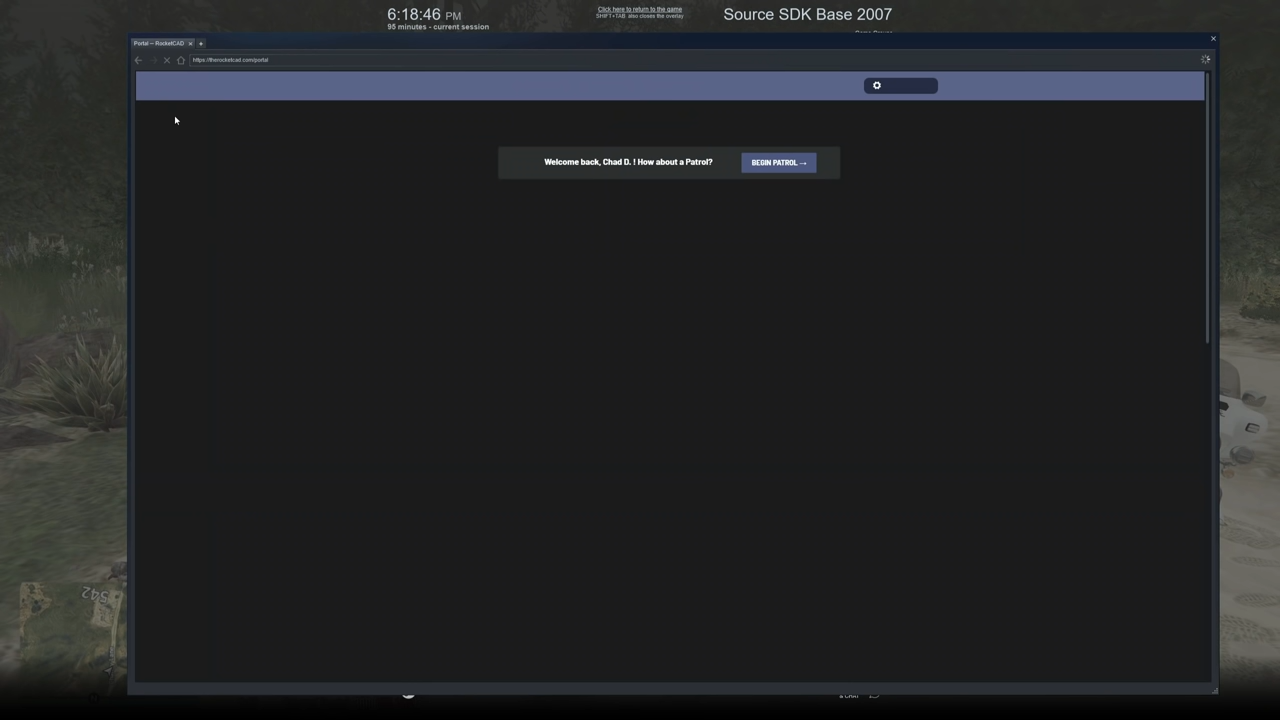 6:18:46 PM
95 minutes - current session
Click here to return to the game
SHIFT+TAB also closes the overlay
Source SDK Base 2007
Portal – RocketCAD
https://therocketcad.com/portal
Welcome back, Chad D. ! How about a Patrol?
BEGIN PATROL →
542